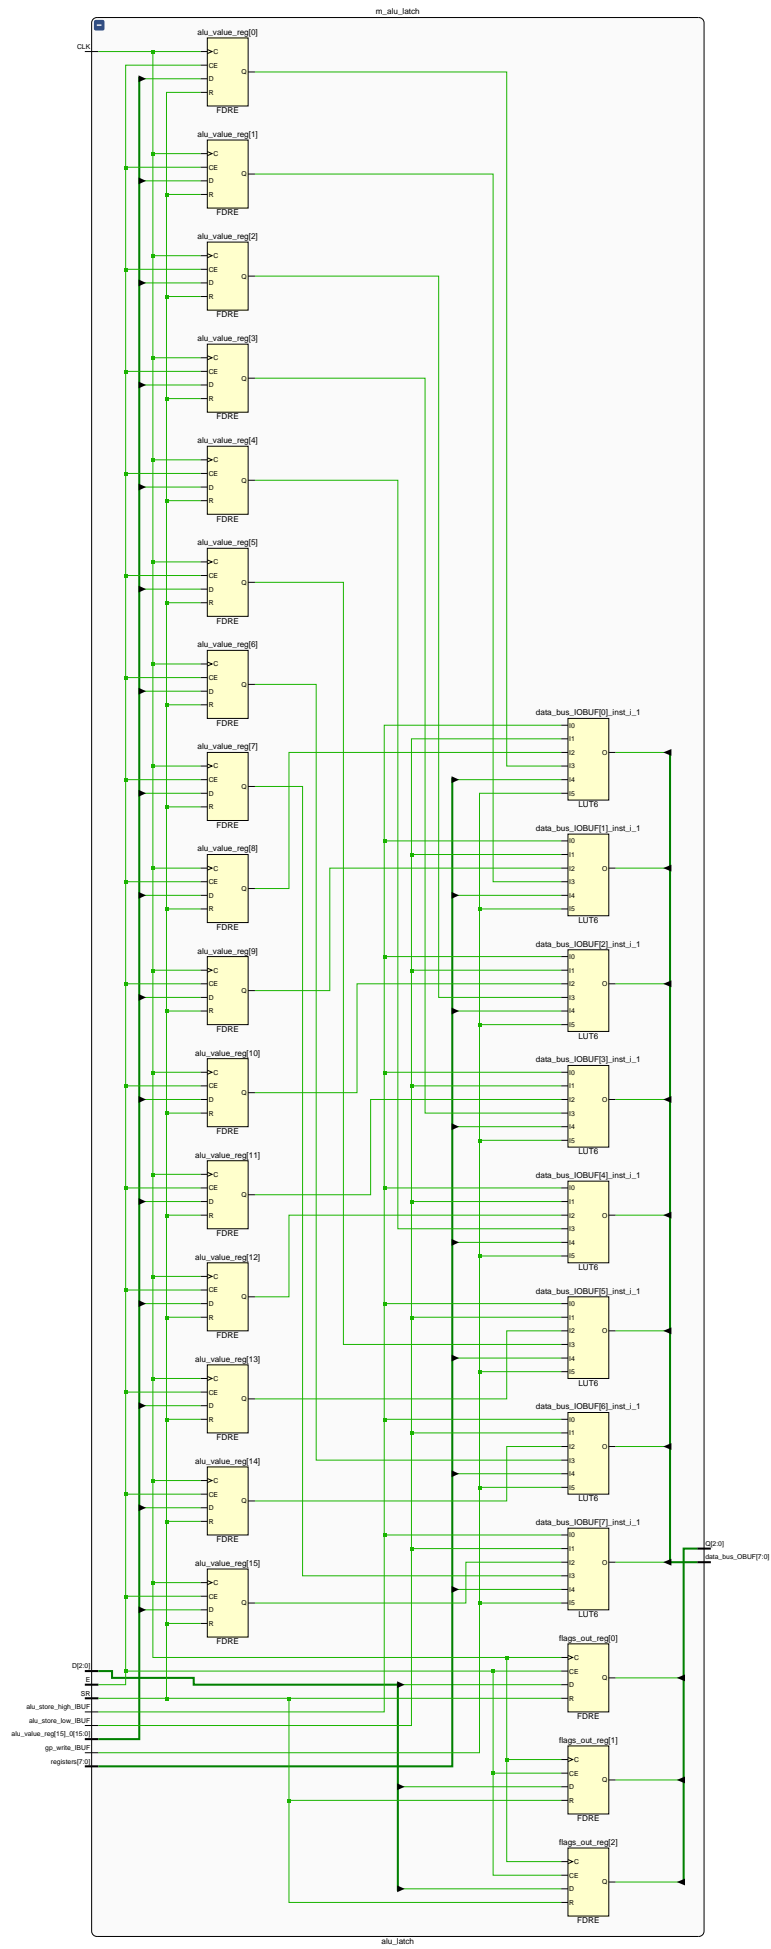 m_alu_latch
alu_value_reg[0]
CLK
C
CE
D
R
Q
FDRE
alu_value_reg[1]
C
CE
D
R
Q
FDRE
alu_value_reg[2]
C
CE
D
R
Q
FDRE
alu_value_reg[3]
C
CE
D
R
Q
FDRE
alu_value_reg[4]
C
CE
D
R
Q
FDRE
alu_value_reg[5]
C
CE
D
R
Q
FDRE
alu_value_reg[6]
C
CE
D
R
Q
FDRE
alu_value_reg[7]
C
CE
D
R
Q
FDRE
alu_value_reg[8]
C
CE
D
R
Q
FDRE
alu_value_reg[9]
C
CE
D
R
Q
FDRE
alu_value_reg[10]
C
CE
D
R
Q
FDRE
alu_value_reg[11]
C
CE
D
R
Q
FDRE
alu_value_reg[12]
C
CE
D
R
Q
FDRE
alu_value_reg[13]
C
CE
D
R
Q
FDRE
alu_value_reg[14]
C
CE
D
R
Q
FDRE
alu_value_reg[15]
C
CE
D
R
Q
FDRE
data_bus_IOBUF[0]_inst_i_1
I0
I1
I2
I3
I4
I5
O
LUT6
data_bus_IOBUF[1]_inst_i_1
I0
I1
I2
I3
I4
I5
O
LUT6
data_bus_IOBUF[2]_inst_i_1
I0
I1
I2
I3
I4
I5
O
LUT6
data_bus_IOBUF[3]_inst_i_1
I0
I1
I2
I3
I4
I5
O
LUT6
data_bus_IOBUF[4]_inst_i_1
I0
I1
I2
I3
I4
I5
O
LUT6
data_bus_IOBUF[5]_inst_i_1
I0
I1
I2
I3
I4
I5
O
LUT6
data_bus_IOBUF[6]_inst_i_1
I0
I1
I2
I3
I4
I5
O
LUT6
data_bus_IOBUF[7]_inst_i_1
I0
I1
I2
I3
I4
I5
O
LUT6
Q[2:0]
data_bus_OBUF[7:0]
D[2:0]
E
SR
alu_store_high_IBUF
alu_store_low_IBUF
alu_value_reg[15]_0[15:0]
gp_write_IBUF
registers[7:0]
flags_out_reg[0]
C
CE
D
R
Q
FDRE
flags_out_reg[1]
C
CE
D
R
Q
FDRE
flags_out_reg[2]
C
CE
D
R
Q
FDRE
alu_latch